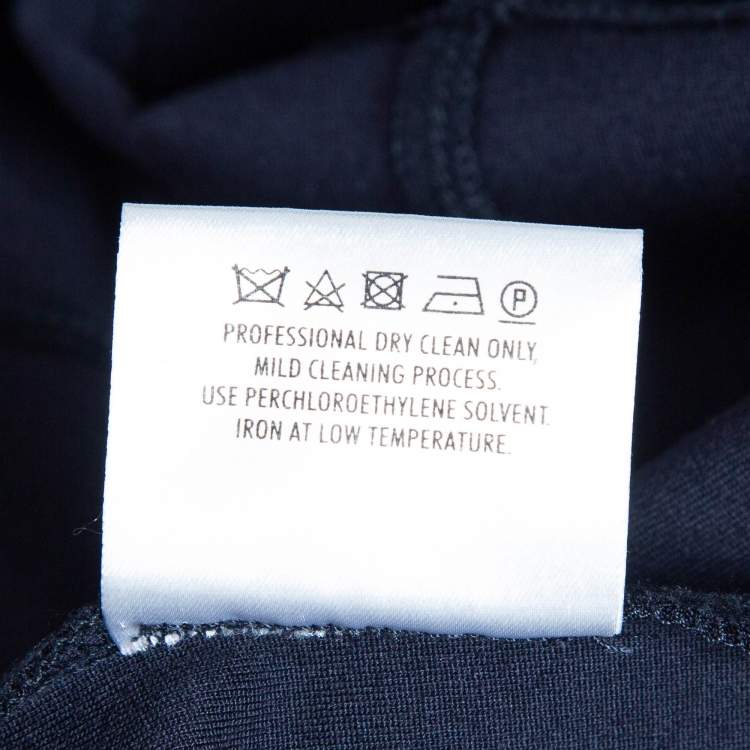 P
PROFESSIONAL DRY CLEAN ONLY,
MILD CLEANING PROCESS.
USE PERCHLOROETHYLENE SOLVENT.
IRON AT LOW TEMPERATURE.